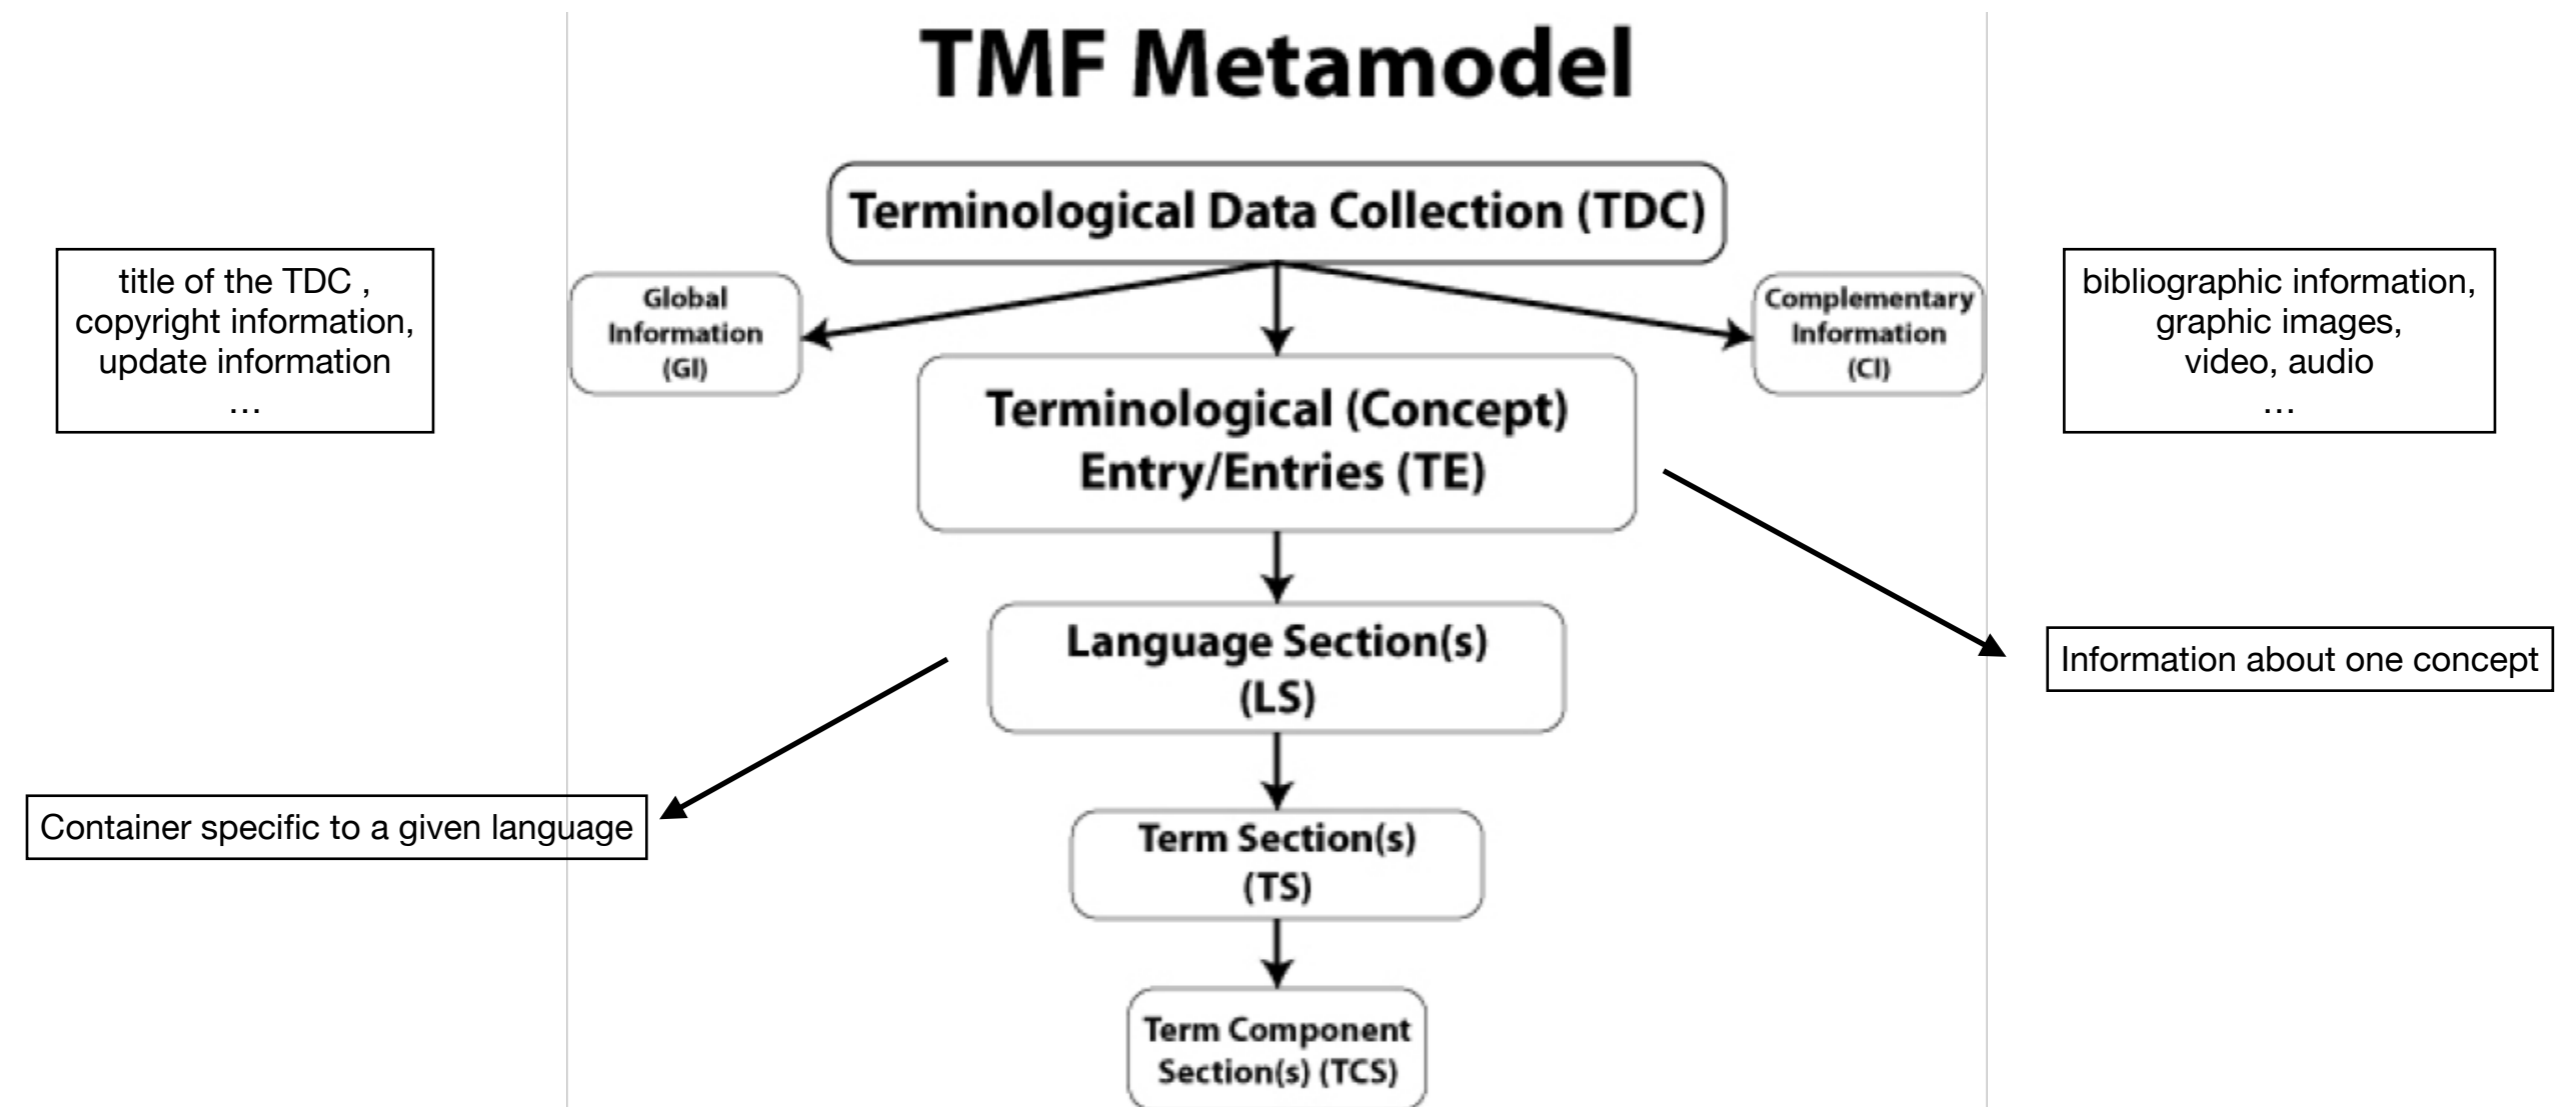 TMF Metamodel
Terminological Data Collection (TDC)
title of the TDC ,
copyright information,
update information
...
Global
Information
(GI)
Complementary
Information
(CI)
bibliographic information,
graphic images,
video, audio
...
Terminological (Concept)
Entry/Entries (TE)
Language Section(s)
(LS)
Information about one concept
Container specific to a given language
Term Section(s)
(TS)
Term Component
Section(s) (TCS)